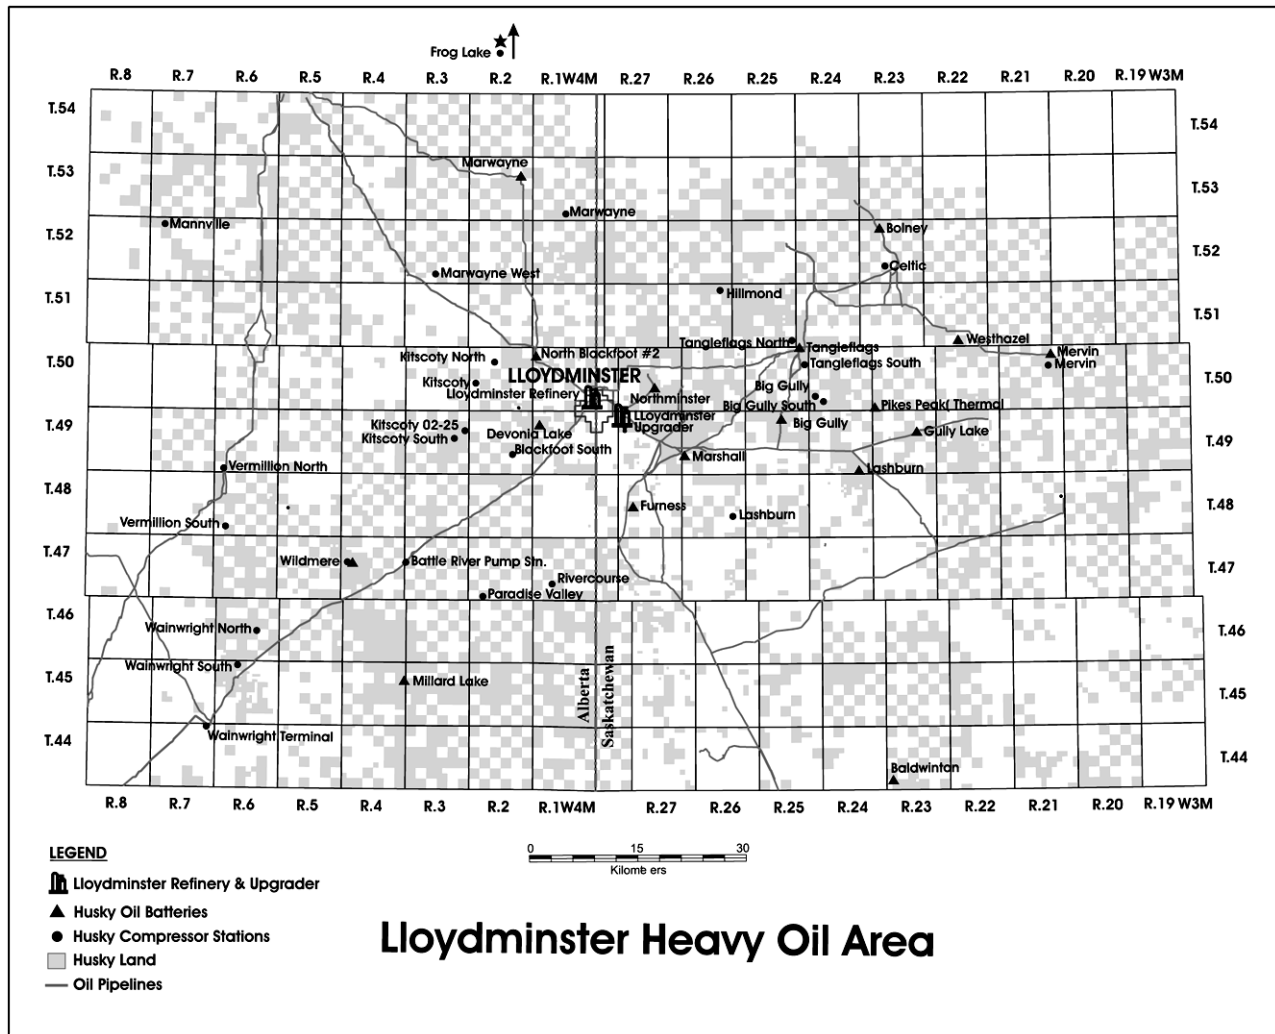 Frog Lake
R.8 R.7 R.6 R.5 R.4 R.3 R.2 R.1W4M R.27 R.26 R.25 R.24 R.23 R.22 R.21 R.20 R.19 W3M
T.54 T.54
Marwayne
T.53 T.53
Marwayne
Mannville
Bolney
T.52 T.52
Celtic
Marwayne West
Hillmond
T.51 T.51
Westhazel
Tangleflags North
Tangleflags
North Blackfoot #2
Mervin
Kitscoty North
Tangleflags South
Mervin
T.50 T.50
LLOYDMINSTER
Kitscoty
Big Gully
Lloydminster Refinery
Northminster
Big Gully South
Pikes Peak( Thermal
LLoydminster
Upgrader
Big Gully
Kitscoty 02-25
Gully Lake
T.49 T.49
Devonia Lake
Kitscoty South
Blackfoot South
Marshall
Vermillion North
Lashburn
T.48 T.48
Furness
Lashburn
Vermillion South
T.47 T.47
Wildmere
Battle River Pump Stn.
Rivercourse
Paradise Valley
T.46 T.46
Wainwright North
Wainwright South
T.45 T.45
Millard Lake
Alberta
Saskatchewan
Wainwright Terminal
T.44 T.44
Baldwintan
R.8 R.7 R.6 R.5 R.4 R.3 R.2 R.1W4M R.27 R.26 R.25 R.24 R.23 R.22 R.21 R.20 R.19 W3M
LEGEND
Lloydminster Refinery & Upgrader
Husky Oil Batteries
Husky Compressor Stations
Husky Land
Oil Pipelines
0 15 30
Kilome ers
Lloydminster Heavy Oil Area